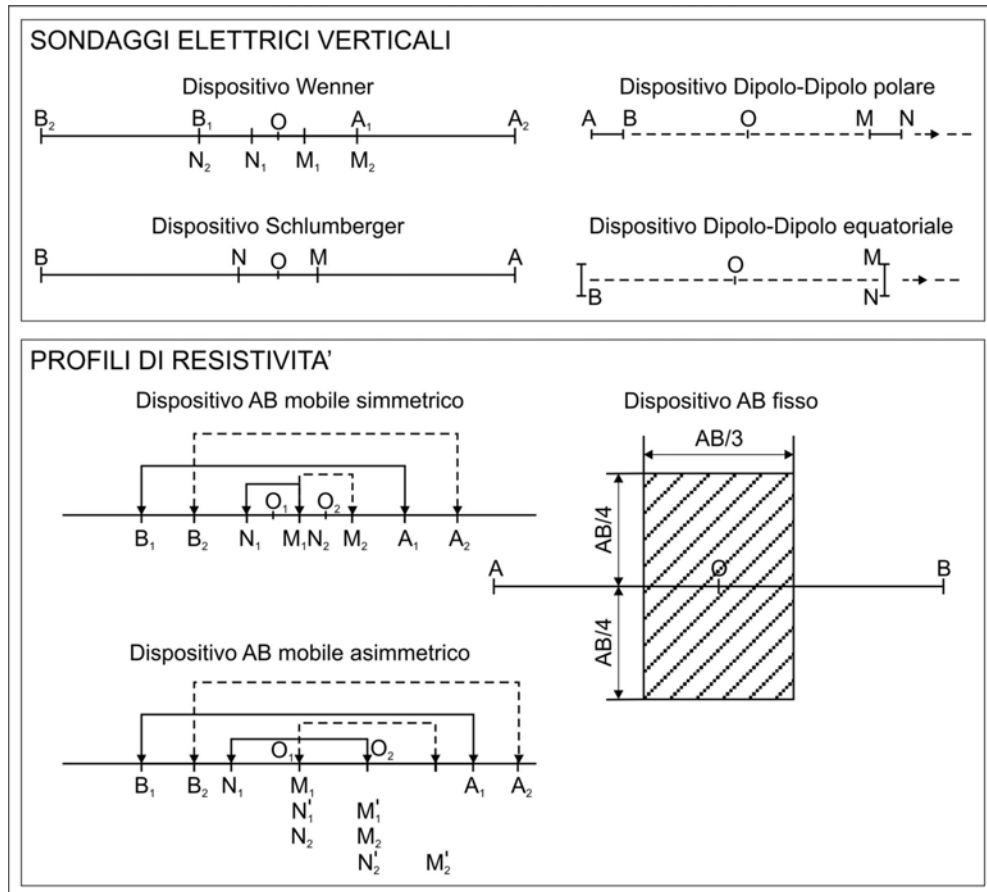 SONDAGGI ELETTRICI VERTICALI
Dispositivo Wenner
B₂ B₁ O A₁ A₂
N₂ N₁ M₁ M₂
Dispositivo Dipolo-Dipolo polare
A B O M N
Dispositivo Schlumberger
B N O M A
Dispositivo Dipolo-Dipolo equatoriale
O M
B N
PROFILI DI RESISTIVITA'
Dispositivo AB mobile simmetrico
O₁ O₂
B₁ B₂ N₁ M₁ N₂ M₂ A₁ A₂
Dispositivo AB fisso
AB/3
AB/4
A O B
AB/4
Dispositivo AB mobile asimmetrico
O₁ O₂
B₁ B₂ N₁ M₁ A₁ A₂
N'₁ M'₁
N₂ M₂
N'₂ M'₂